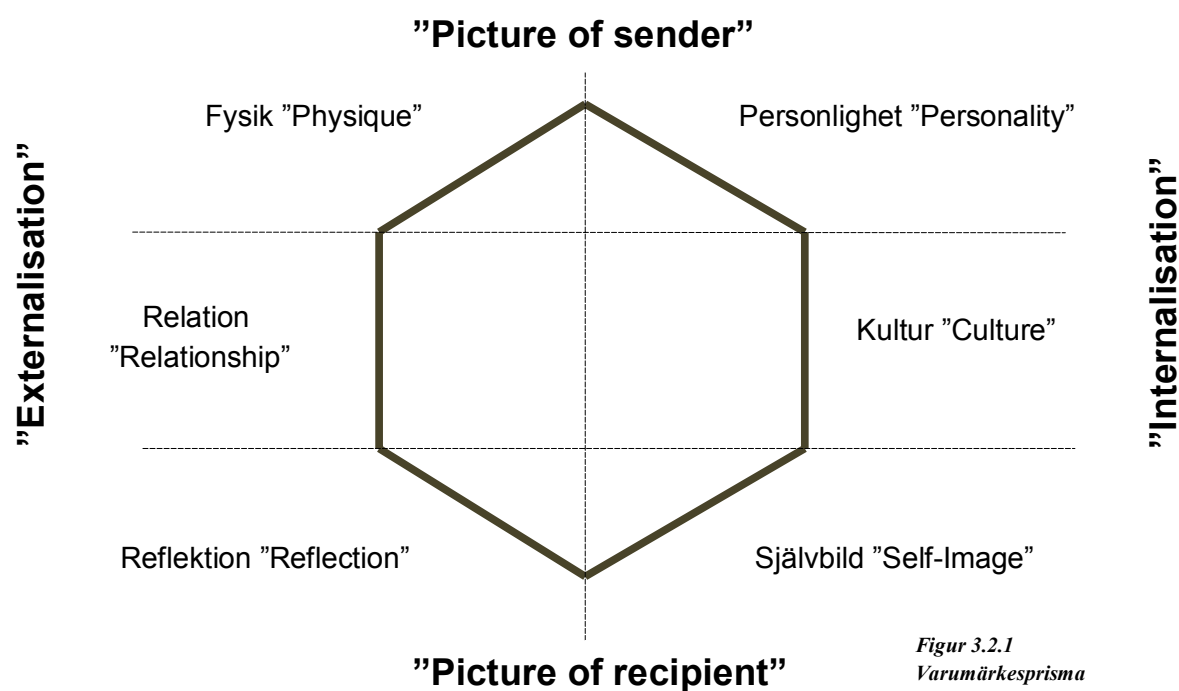 ”Picture of sender”
Fysik ”Physique”
Personlighet ”Personality”
”Externalisation”
”Internalisation”
Relation
”Relationship”
Kultur ”Culture”
Reflektion ”Reflection”
Självbild ”Self-Image”
”Picture of recipient”
Figur 3.2.1
Varumärkesprisma